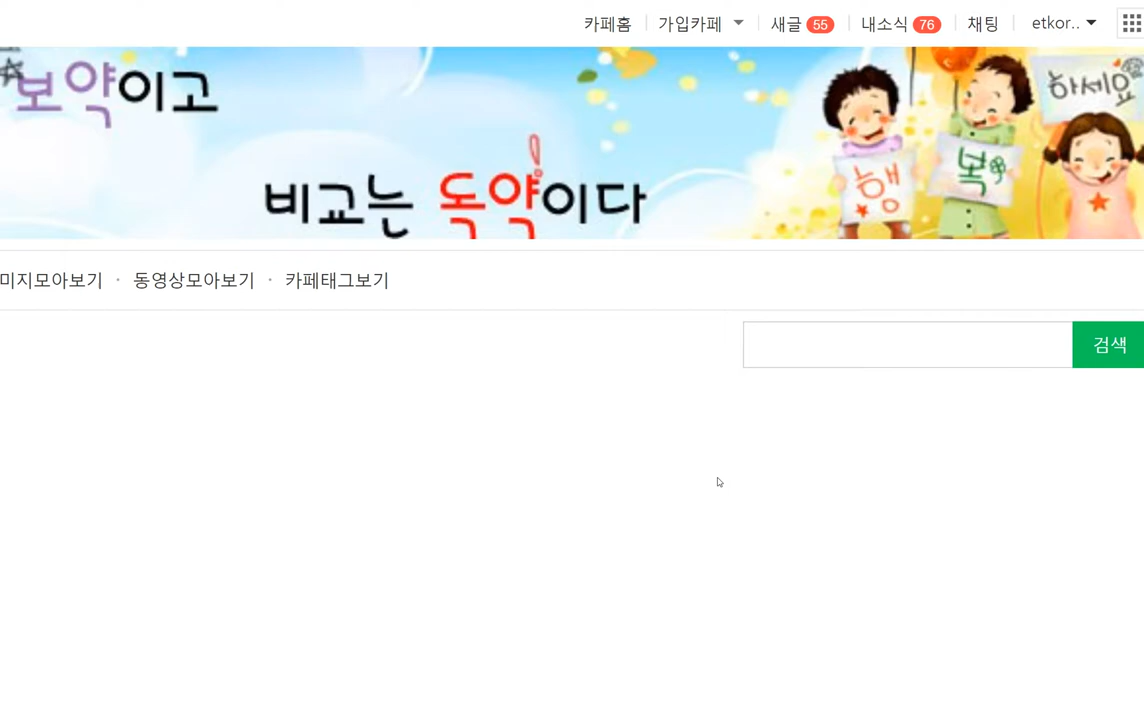 카페홈 가입카페 새글 55 내소식 76 채팅 etkor..
보약이고
하세요
행 복
비교는 독약!이다
미지모아보기 · 동영상모아보기 · 카페태그보기
검색